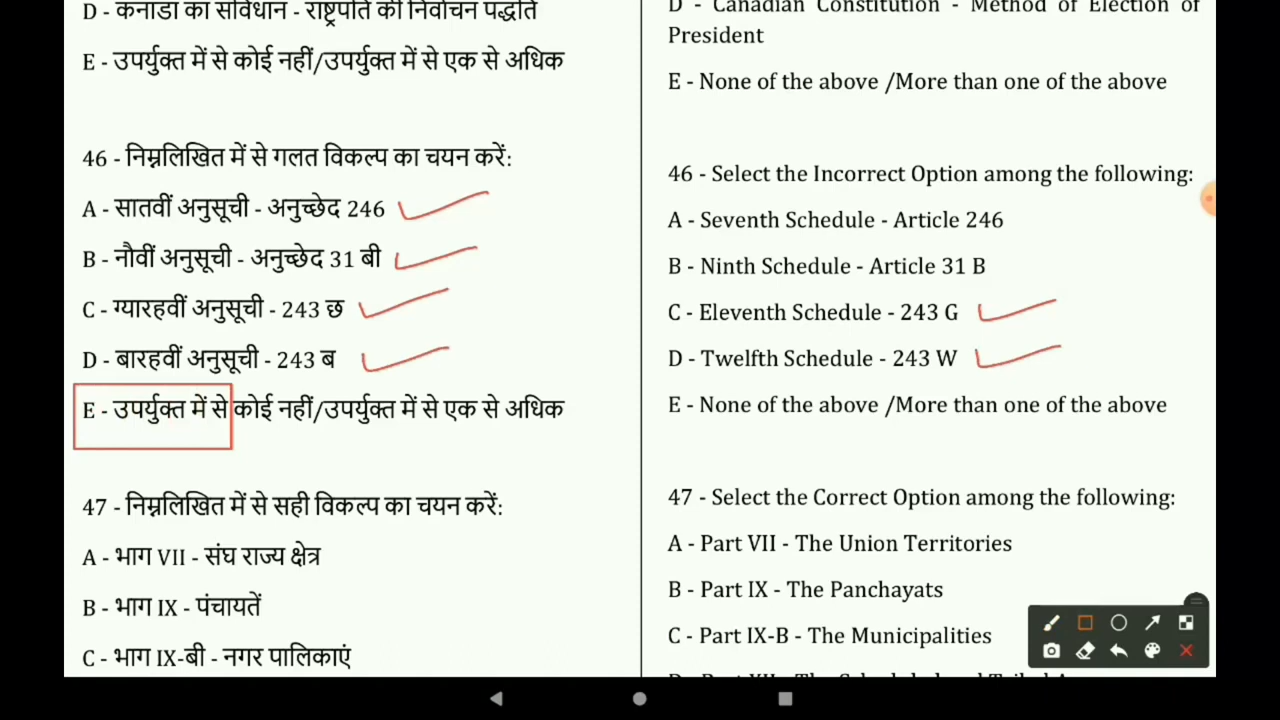 D - कनाडा का संविधान - राष्ट्रपति की निर्वाचन पद्धति
E - उपर्युक्त में से कोई नहीं/उपर्युक्त में से एक से अधिक
46 - निम्नलिखित में से गलत विकल्प का चयन करें:
A - सातवीं अनुसूची - अनुच्छेद 246
B - नौवीं अनुसूची - अनुच्छेद 31 बी
C - ग्यारहवीं अनुसूची - 243 छ
D - बारहवीं अनुसूची - 243 ब
E - उपर्युक्त में से कोई नहीं/उपर्युक्त में से एक से अधिक
47 - निम्नलिखित में से सही विकल्प का चयन करें:
A - भाग VII - संघ राज्य क्षेत्र
B - भाग IX - पंचायतें
C - भाग IX-बी - नगर पालिकाएं
D - Canadian Constitution - Method of Election of
President
E - None of the above /More than one of the above
46 - Select the Incorrect Option among the following:
A - Seventh Schedule - Article 246
B - Ninth Schedule - Article 31 B
C - Eleventh Schedule - 243 G
D - Twelfth Schedule - 243 W
E - None of the above /More than one of the above
47 - Select the Correct Option among the following:
A - Part VII - The Union Territories
B - Part IX - The Panchayats
C - Part IX-B - The Municipalities